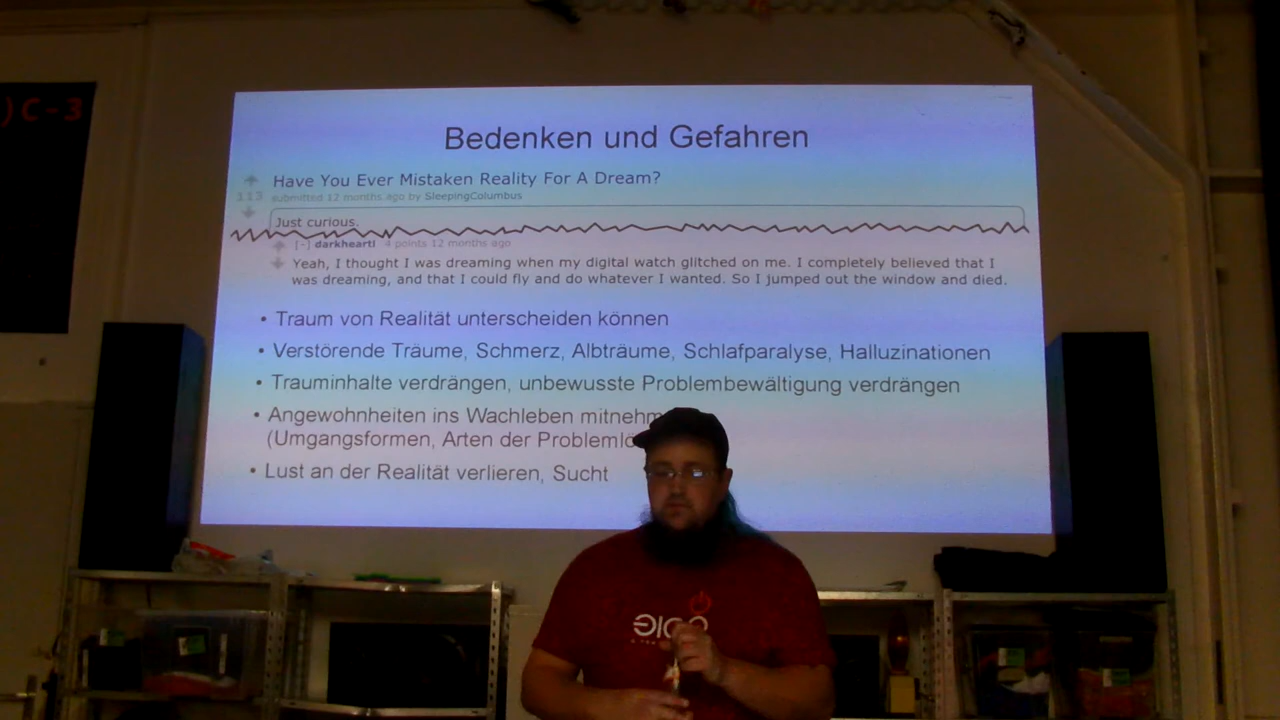 )C-3
Bedenken und Gefahren
Have You Ever Mistaken Reality For A Dream?
313 submitted 12 months ago by SleepingColumbus
Just curious.
[-] darkhearti 4 points 12 months ago
Yeah, I thought I was dreaming when my digital watch glitched on me. I completely believed that I
was dreaming, and that I could fly and do whatever I wanted. So I jumped out the window and died.
• Traum von Realität unterscheiden können
• Verstörende Träume, Schmerz, Albträume, Schlafparalyse, Halluzinationen
• Trauminhalte verdrängen, unbewusste Problembewältigung verdrängen
• Angewohnheiten ins Wachleben mitnehm
(Umgangsformen, Arten der Problemlö
• Lust an der Realität verlieren, Sucht